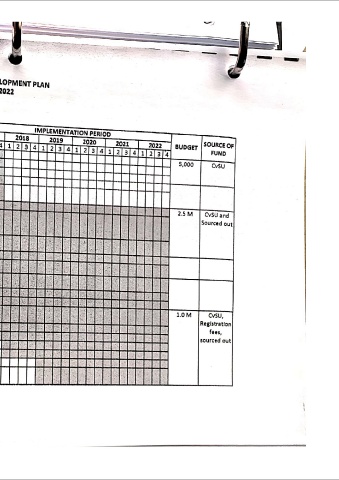 LOPMENT PLAN
2022
IMPLEMENTATION PERIOD
2018 2019 2020 2021 2022 BUDGET SOURCE OF FUND
4 1 2 3 4 1 2 3 4 1 2 3 4 1 2 3 4 1 2 3 4
5,000 CvSU
2.5 M CvSU and
Sourced out
1.0 M CvSU,
Registration
fees,
sourced out